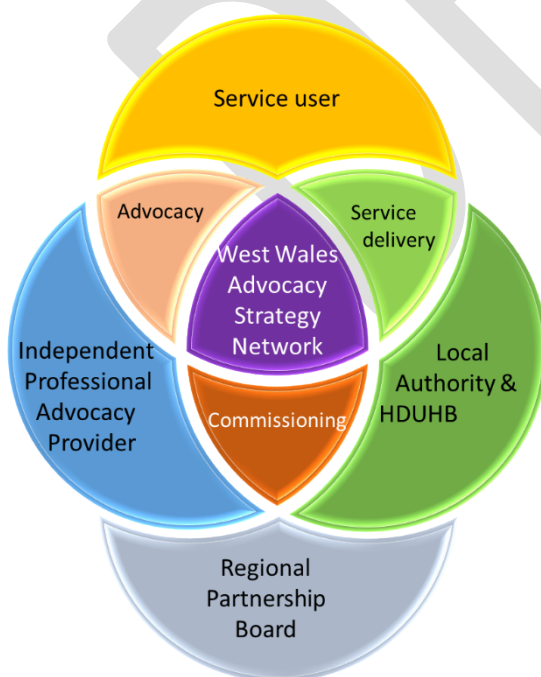 Service user
Advocacy
Service
delivery
West Wales
Advocacy
Strategy
Network
Independent
Professional
Advocacy
Provider
Local
Authority &
HDUHB
Commissioning
Regional
Partnership
Board